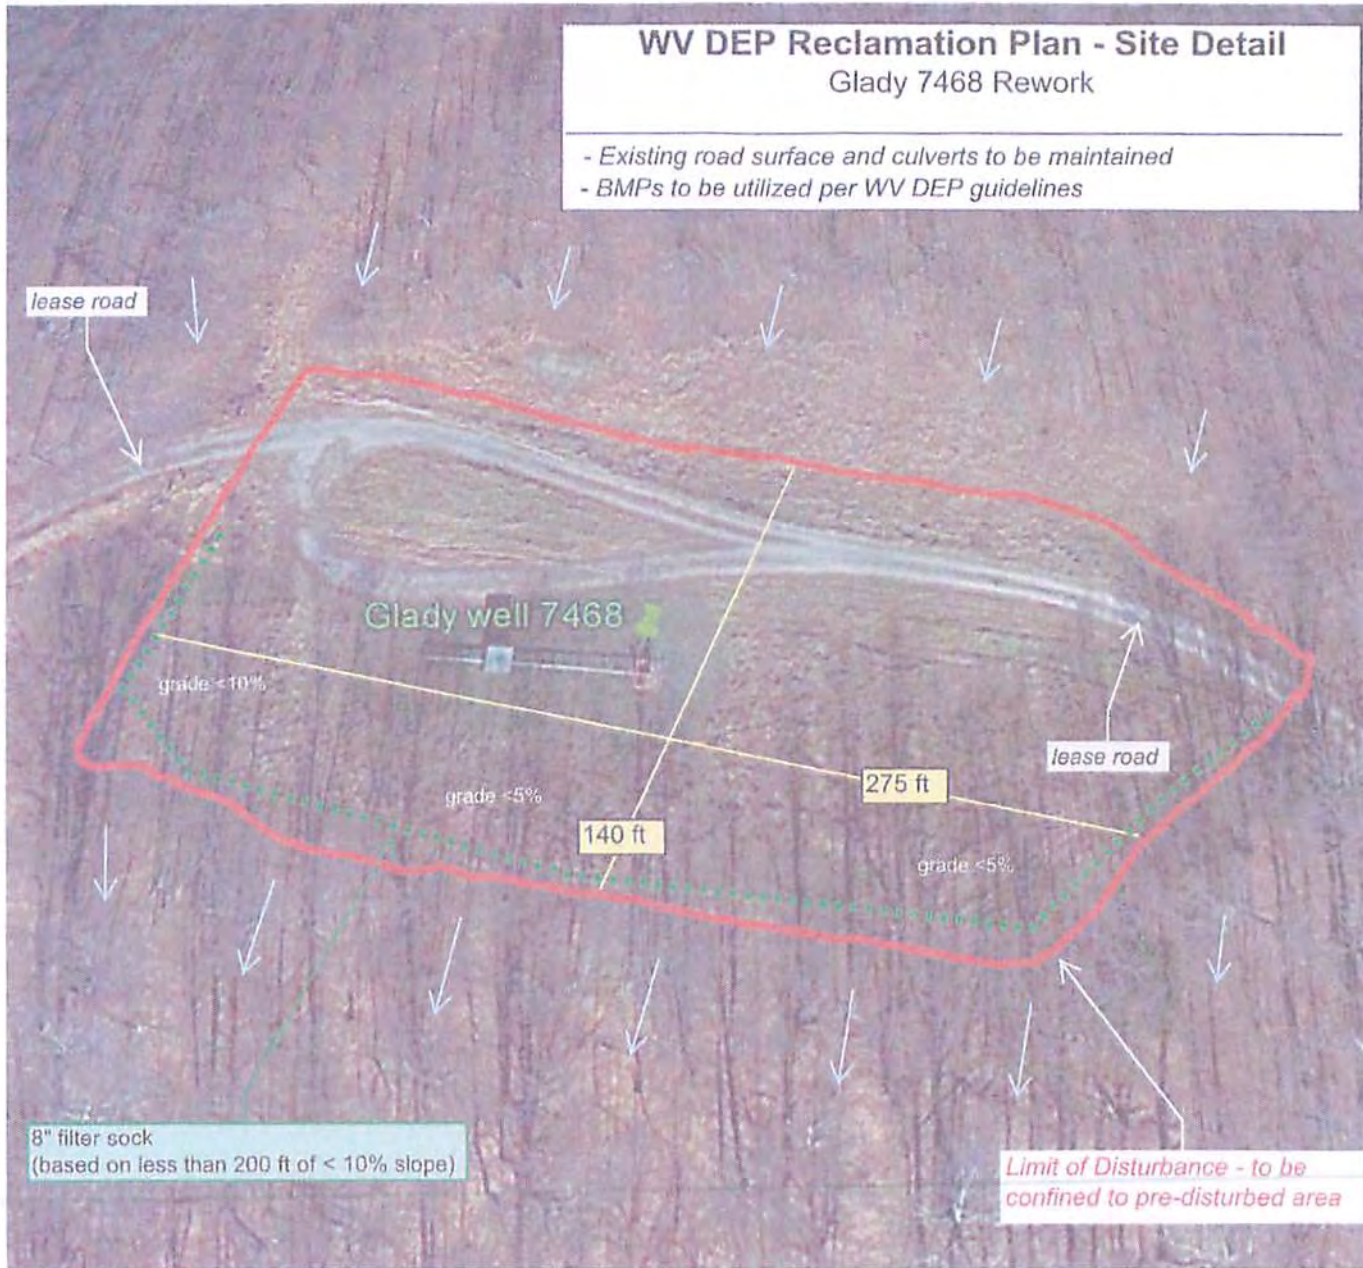 WV DEP Reclamation Plan - Site Detail
Glady 7468 Rework
- Existing road surface and culverts to be maintained
- BMPs to be utilized per WV DEP guidelines
lease road
Glady well 7468
grade <10%
lease road
275 ft
grade <5%
140 ft
grade <5%
8" filter sock
(based on less than 200 ft of < 10% slope)
Limit of Disturbance - to be
confined to pre-disturbed area